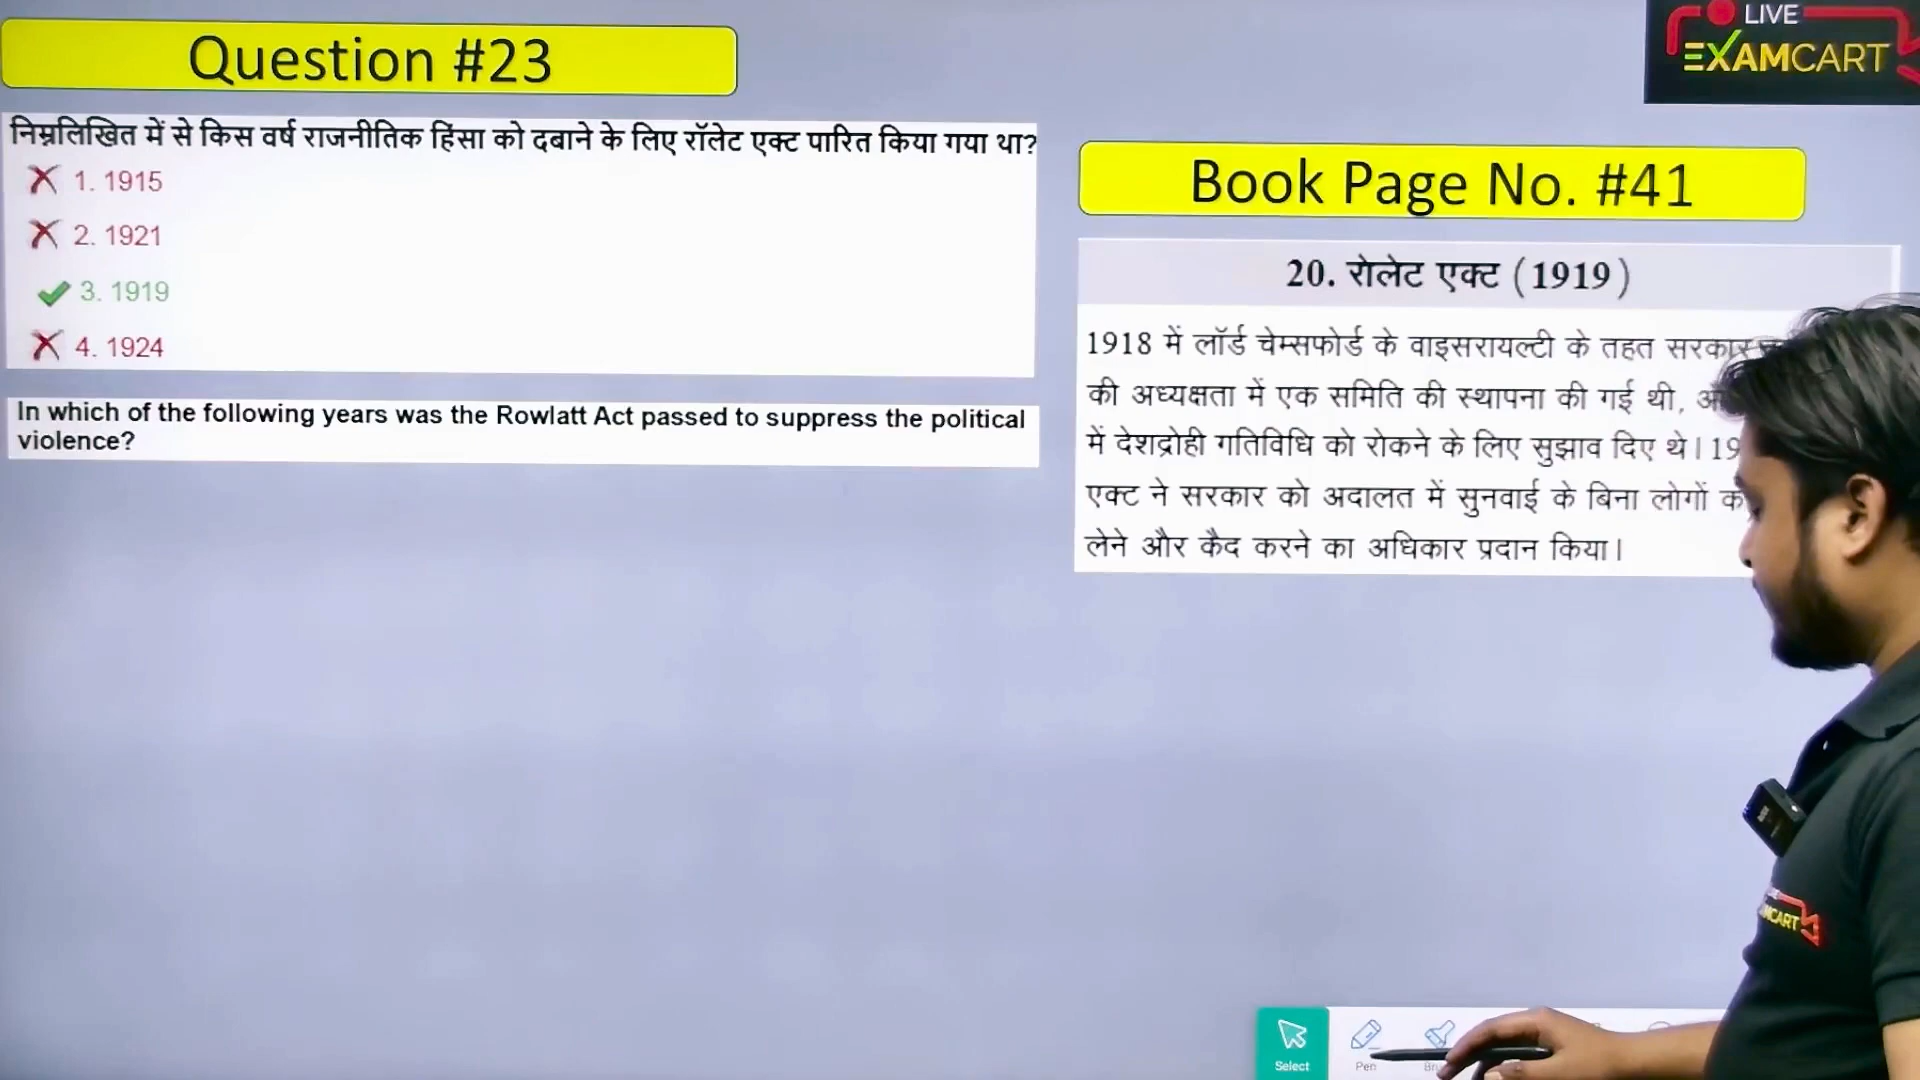 Question #23
निम्नलिखित में से किस वर्ष राजनीतिक हिंसा को दबाने के लिए रॉलेट एक्ट पारित किया गया था?
1. 1915
2. 1921
3. 1919
4. 1924
In which of the following years was the Rowlatt Act passed to suppress the political
violence?
LIVE
EXAMCART
Book Page No. #41
20. रोलेट एक्ट (1919)
1918 में लॉर्ड चेम्सफोर्ड के वाइसरायल्टी के तहत सरकार
की अध्यक्षता में एक समिति की स्थापना की गई थी,
में देशद्रोही गतिविधि को रोकने के लिए सुझाव दिए थे।
एक्ट ने सरकार को अदालत में सुनवाई के बिना लोगों
लेने और कैद करने का अधिकार प्रदान किया।
Select
Pen